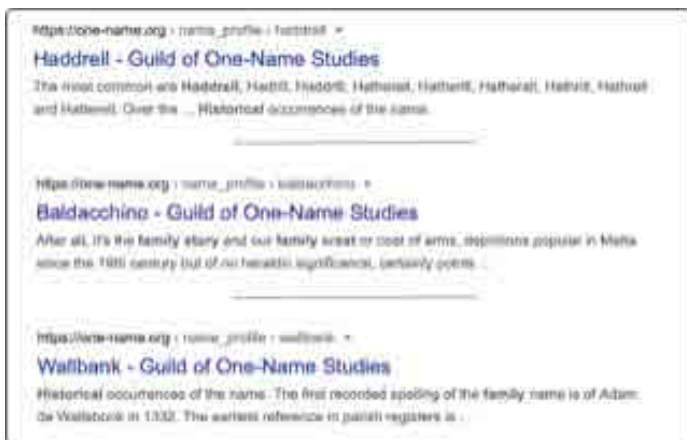 https://one-name.org › name_profile › haddrell
Haddrell - Guild of One-Name Studies
The most common are Haddrell, Hadrill, Haddrill, Hatherall, Hatherill, Hatherall, Hathrill, Hathrell
and Hatterell. Over the ... Historical occurrences of the name.
https://one-name.org › name_profile › baldacchino
Baldacchino - Guild of One-Name Studies
After all, it's the family story and our family crest or coat of arms, depictions popular in Malta
since the 19th century but of no heraldic significance, certainly points ...
https://one-name.org › name_profile › wallbank
Wallbank - Guild of One-Name Studies
Historical occurrences of the name. The first recorded spelling of the family name is of Adam
de Wallebonk in 1332. The earliest reference in parish registers is ...